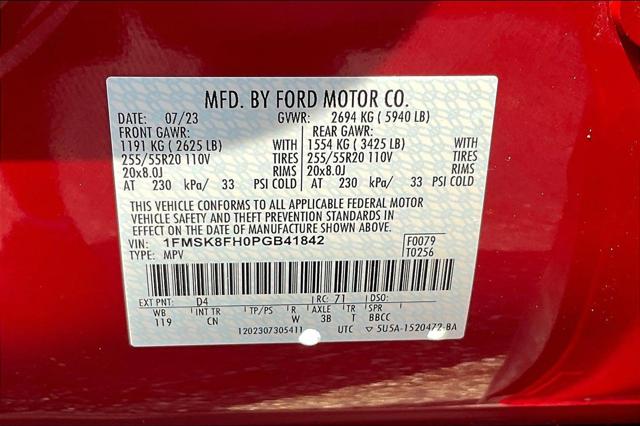 MFD. BY FORD MOTOR CO.
DATE: 07/23 GVWR: 2694 KG ( 5940 LB)
FRONT GAWR: REAR GAWR:
1191 KG ( 2625 LB) WITH 1554 KG ( 3425 LB) WITH
255/55R20 110V TIRES 255/55R20 110V TIRES
20x8.0J RIMS 20x8.0J RIMS
AT 230 kPa/ 33 PSI COLD AT 230 kPa/ 33 PSI COLD
THIS VEHICLE CONFORMS TO ALL APPLICABLE FEDERAL MOTOR
VEHICLE SAFETY AND THEFT PREVENTION STANDARDS IN
EFFECT ON THE DATE OF MANUFACTURE SHOWN ABOVE.
VIN: 1FMSK8FH0PGB41842 F0079
TYPE: MPV T0256
EXT PNT: D4 RC: 71 DSO:
WB INT TR TP/PS R AXLE TR SPR
119 CN W 3B T BBCC
1202307305411 UTC ▽ 5U5A-1520472-BA